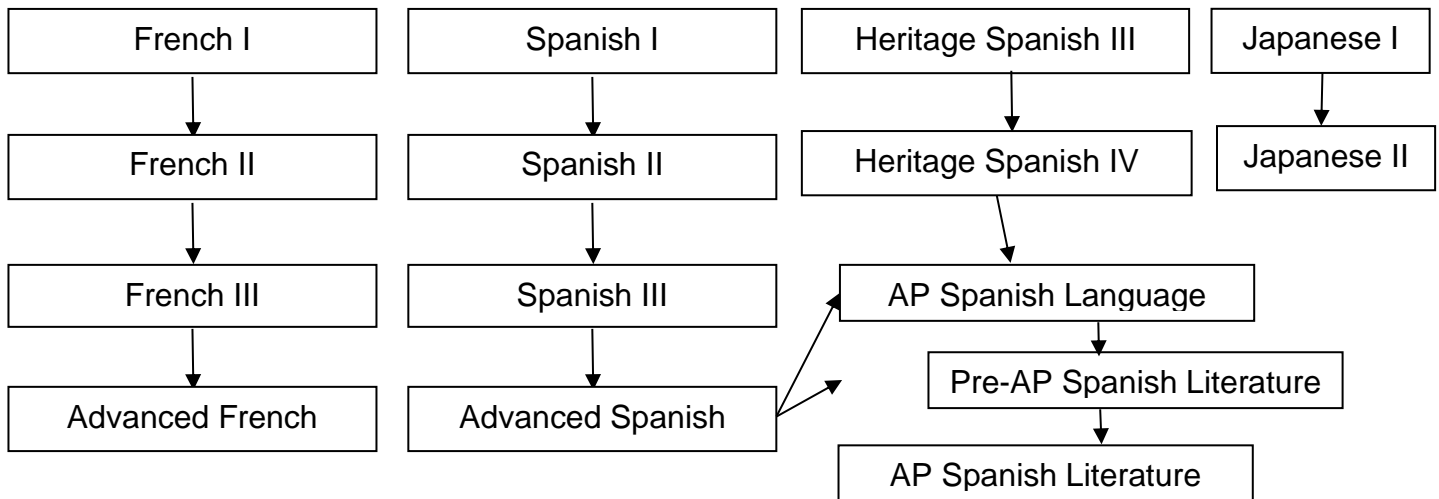 French I
Spanish I
Heritage Spanish III
Japanese I
French II
Spanish II
Heritage Spanish IV
Japanese II
French III
Spanish III
AP Spanish Language
Pre-AP Spanish Literature
Advanced French
Advanced Spanish
AP Spanish Literature